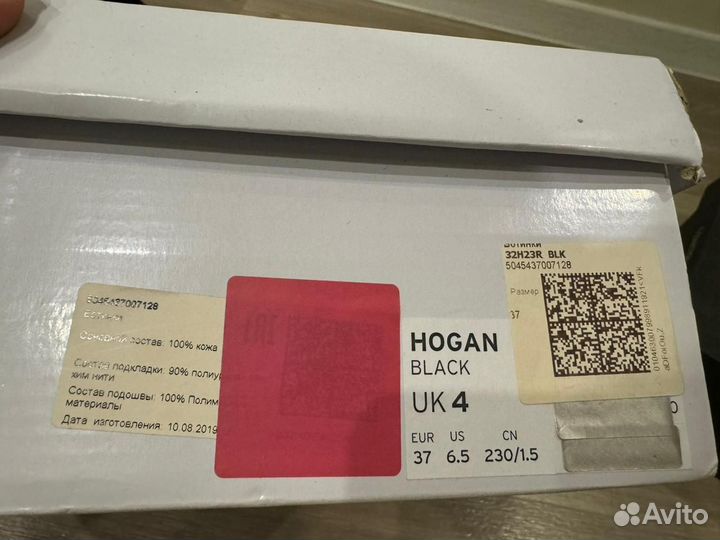 5045437007128
Ботинки
Основной состав: 100% кожа
Состав подкладки: 90%
хим нити
Состав подошвы: 100%
материалы
Дата изготовления: 10.08.2019
HOGAN
BLACK
UK 4
EUR US CN
37 6.5 230/1.5
Ботинки
32H23R BLK
5045437007128
Размер
37
Avito